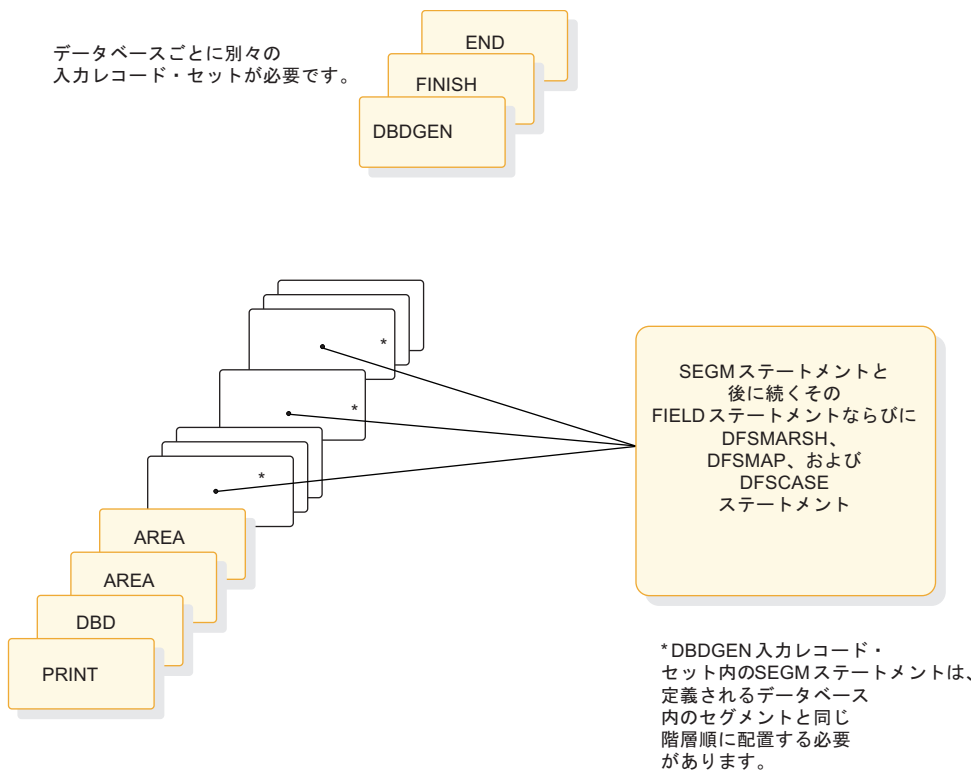 データベースごとに別々の
入力レコード・セットが必要です。
END
FINISH
DBDGEN
*
*
*
AREA
AREA
DBD
PRINT
SEGMステートメントと
後に続くその
FIELDステートメントならびに
DFSMARSH、
DFSMAP、および
DFSCASE
ステートメント
*DBDGEN入力レコード・
セット内のSEGMステートメントは、
定義されるデータベース
内のセグメントと同じ
階層順に配置する必要
があります。